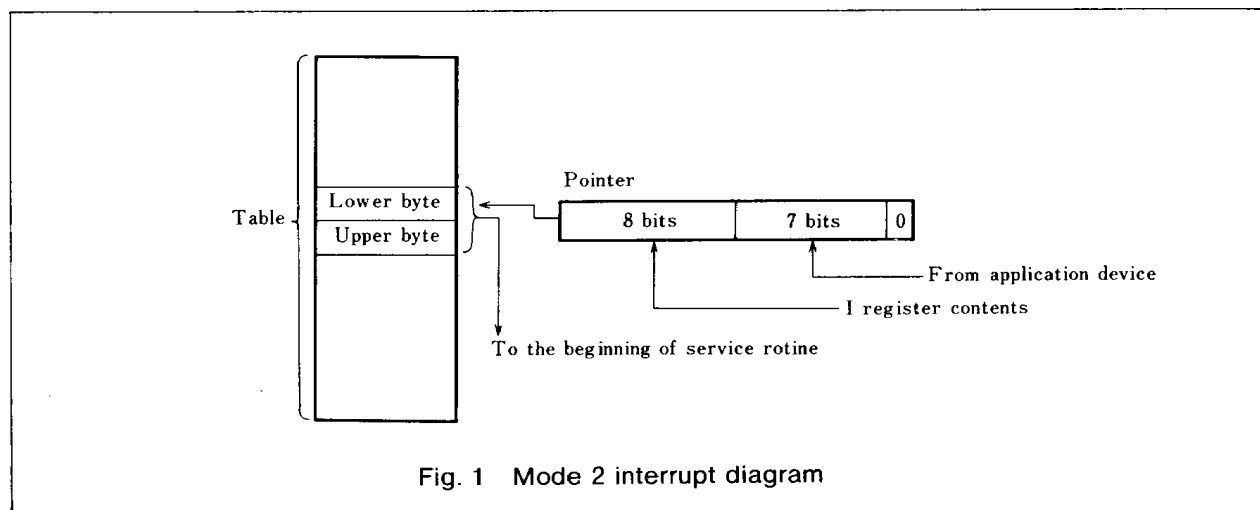 Pointer
Table
Lower byte
Upper byte
8 bits
7 bits
0
From application device
I register contents
To the beginning of service rotine
Fig. 1 Mode 2 interrupt diagram